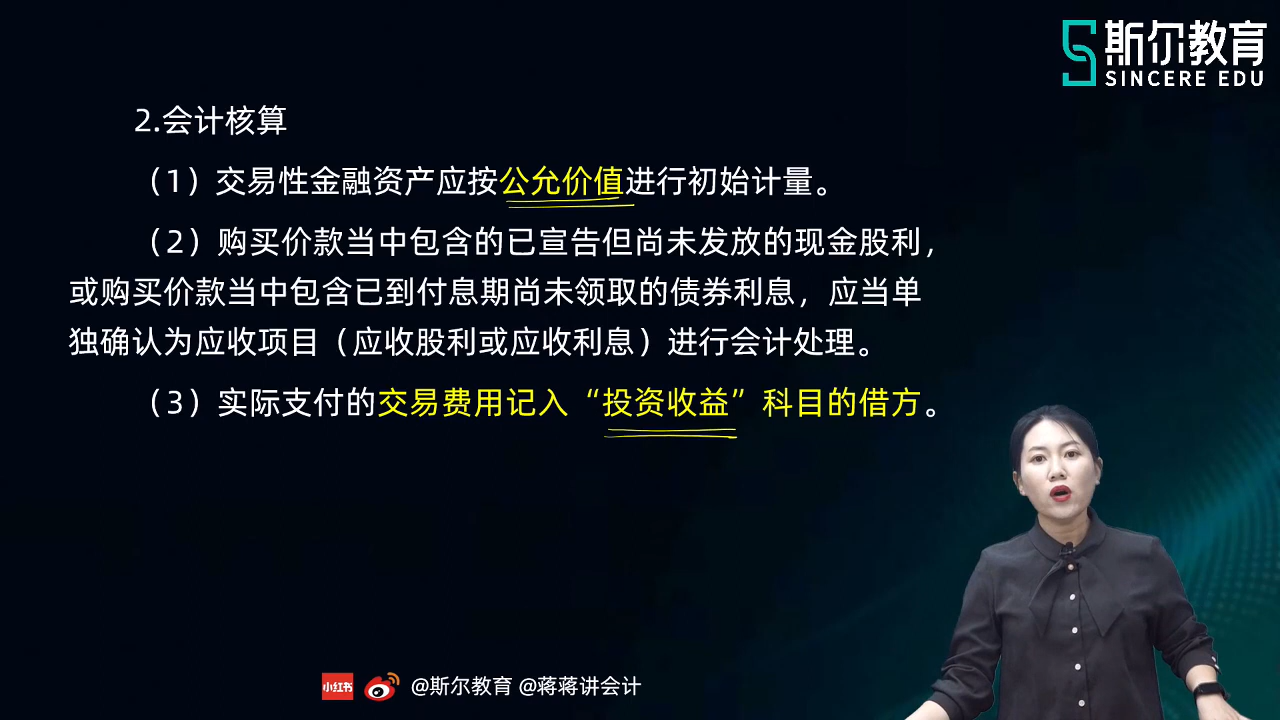 斯尔教育
SINCERE EDU
2.会计核算
（1）交易性金融资产应按公允价值进行初始计量。
（2）购买价款当中包含的已宣告但尚未发放的现金股利，
或购买价款当中包含已到付息期尚未领取的债券利息，应当单
独确认为应收项目（应收股利或应收利息）进行会计处理。
（3）实际支付的交易费用记入“投资收益”科目的借方。
小红书 @斯尔教育 @蒋蒋讲会计